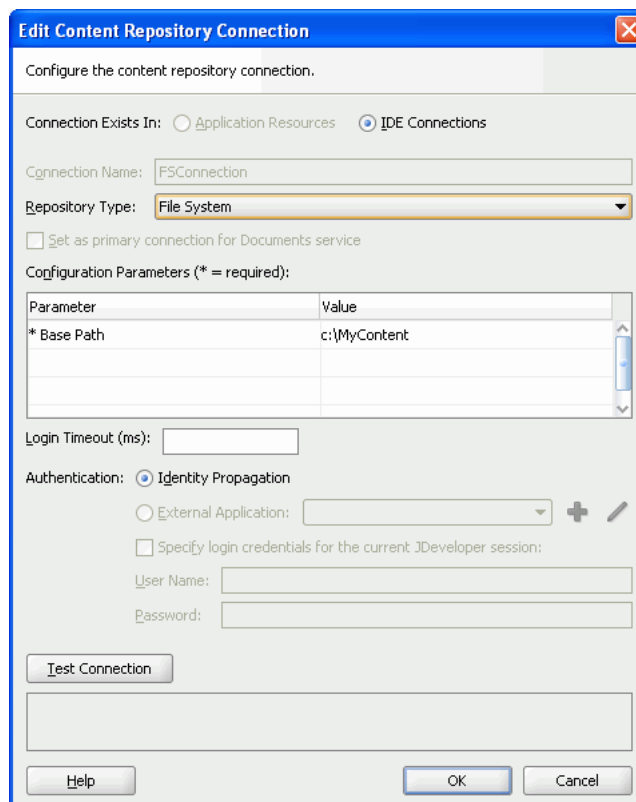 Edit Content Repository Connection
Configure the content repository connection.
Connection Exists In: Application Resources IDE Connections
Connection Name: FSConnection
Repository Type: File System
Set as primary connection for Documents service
Configuration Parameters (* = required):
Parameter Value
* Base Path c:\MyContent
Login Timeout (ms):
Authentication: Identity Propagation
External Application:
Specify login credentials for the current JDeveloper session:
User Name:
Password:
Test Connection
Help OK Cancel